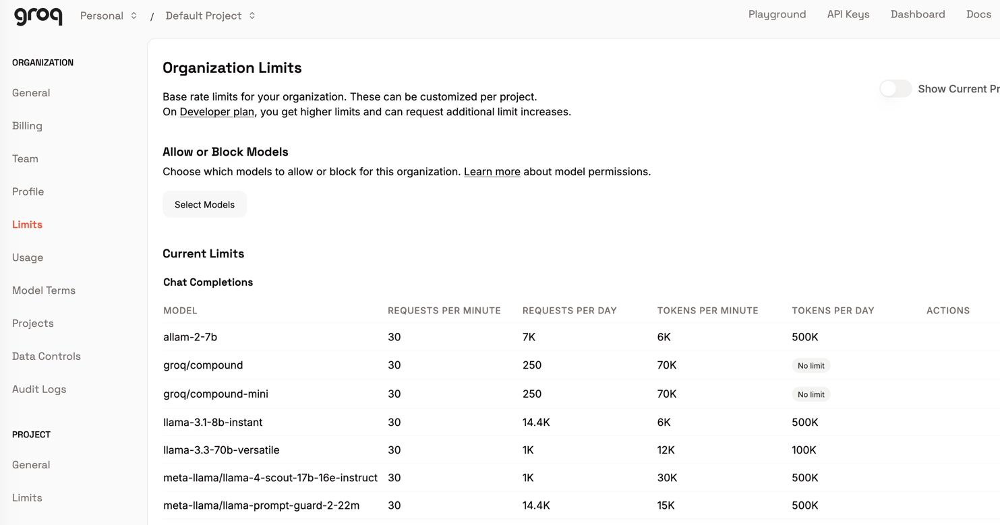 groq Personal / Default Project Playground API Keys Dashboard Docs
ORGANIZATION
General
Billing
Team
Profile
Limits
Usage
Model Terms
Projects
Data Controls
Audit Logs
PROJECT
General
Limits
Organization Limits
Base rate limits for your organization. These can be customized per project.
On Developer plan, you get higher limits and can request additional limit increases.
Show Current Pr
Allow or Block Models
Choose which models to allow or block for this organization. Learn more about model permissions.
Select Models
Current Limits
Chat Completions
MODEL REQUESTS PER MINUTE REQUESTS PER DAY TOKENS PER MINUTE TOKENS PER DAY ACTIONS
allam-2-7b 30 7K 6K 500K
groq/compound 30 250 70K No limit
groq/compound-mini 30 250 70K No limit
llama-3.1-8b-instant 30 14.4K 6K 500K
llama-3.3-70b-versatile 30 1K 12K 100K
meta-llama/llama-4-scout-17b-16e-instruct 30 1K 30K 500K
meta-llama/llama-prompt-guard-2-22m 30 14.4K 15K 500K